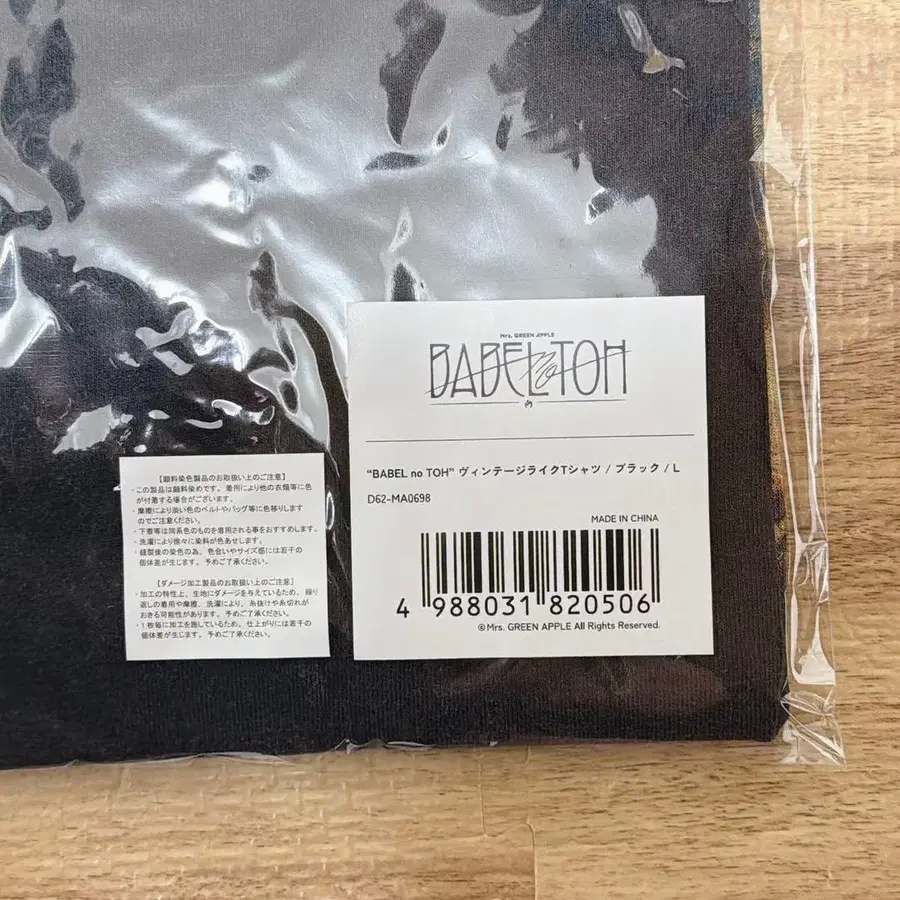 Mrs. GREEN APPLE
BABEL no TOH
“BABEL no TOH” ヴィンテージライクTシャツ / ブラック / L
D62-MA0698
MADE IN CHINA
4 988031 820506
©Mrs. GREEN APPLE All Rights Reserved.
【顔料染色製品のお取扱い上のご注意】
・この製品は顔料染めです。着用により他の衣類等に色
が付着する場合がございます。
・摩擦により淡い色のベルトやバッグ等に色移りします
のでご注意ください。
・下着等は同系色のものを着用される事をおすすめします。
・洗濯により徐々に染料が色あせします。
・縫製後の染色の為、色合いやサイズ感には若干の
個体差が生じます。予めご了承ください。
【ダメージ加工製品のお取扱い上のご注意】
・加工の特性上、生地にダメージを与えているため、繰り
返しの着用や摩擦、洗濯により、糸抜けや糸切れが
おきる可能性があります。予めご了承ください。
・1枚毎に加工を施しているため、仕上がりには若干の
個体差が生じます。予めご了承ください。